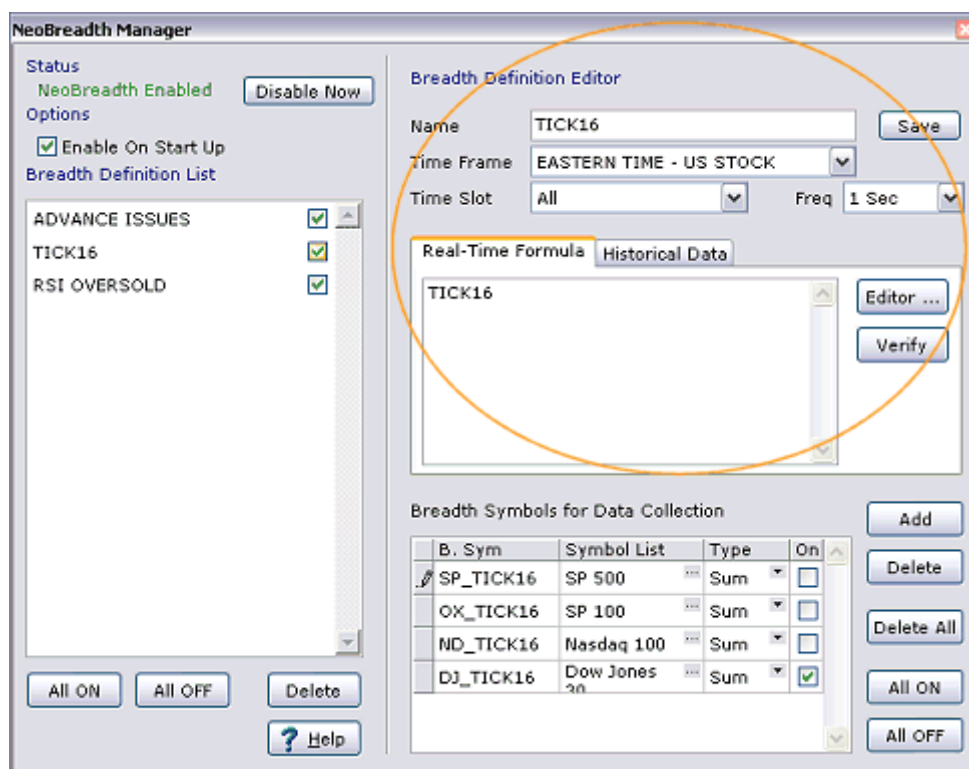 NeoBreadth Manager
Status
NeoBreadth Enabled
Disable Now
Options
Enable On Start Up
Breadth Definition List
ADVANCE ISSUES
TICK16
RSI OVERSOLD
All ON
All OFF
Delete
? Help
Breadth Definition Editor
Name
TICK16
Save
Time Frame
EASTERN TIME - US STOCK
Time Slot
All
Freq
1 Sec
Real-Time Formula
Historical Data
TICK16
Editor ...
Verify
Breadth Symbols for Data Collection
B. Sym Symbol List Type On
SP_TICK16 SP 500 ... Sum
OX_TICK16 SP 100 ... Sum
ND_TICK16 Nasdaq 100 ... Sum
DJ_TICK16 Dow Jones ... Sum
30
Add
Delete
Delete All
All ON
All OFF